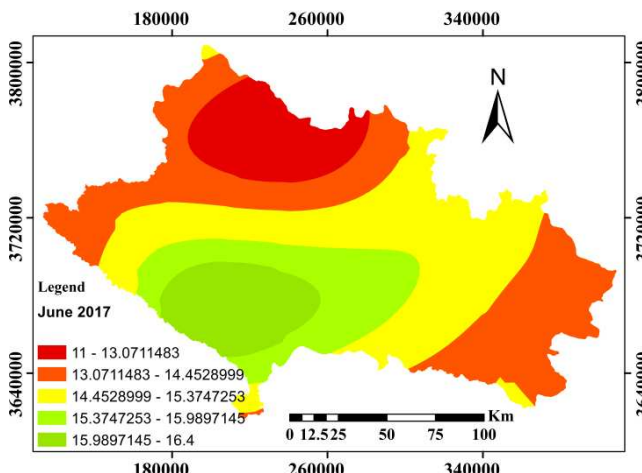 180000 260000 340000
3800000 3800000
N
3720000 3720000
Legend
June 2017
11 - 13.0711483
13.0711483 - 14.4528999
14.4528999 - 15.3747253
15.3747253 - 15.9897145
15.9897145 - 16.4
3640000 3640000
Km
0 12.525 50 75 100
180000 260000 340000